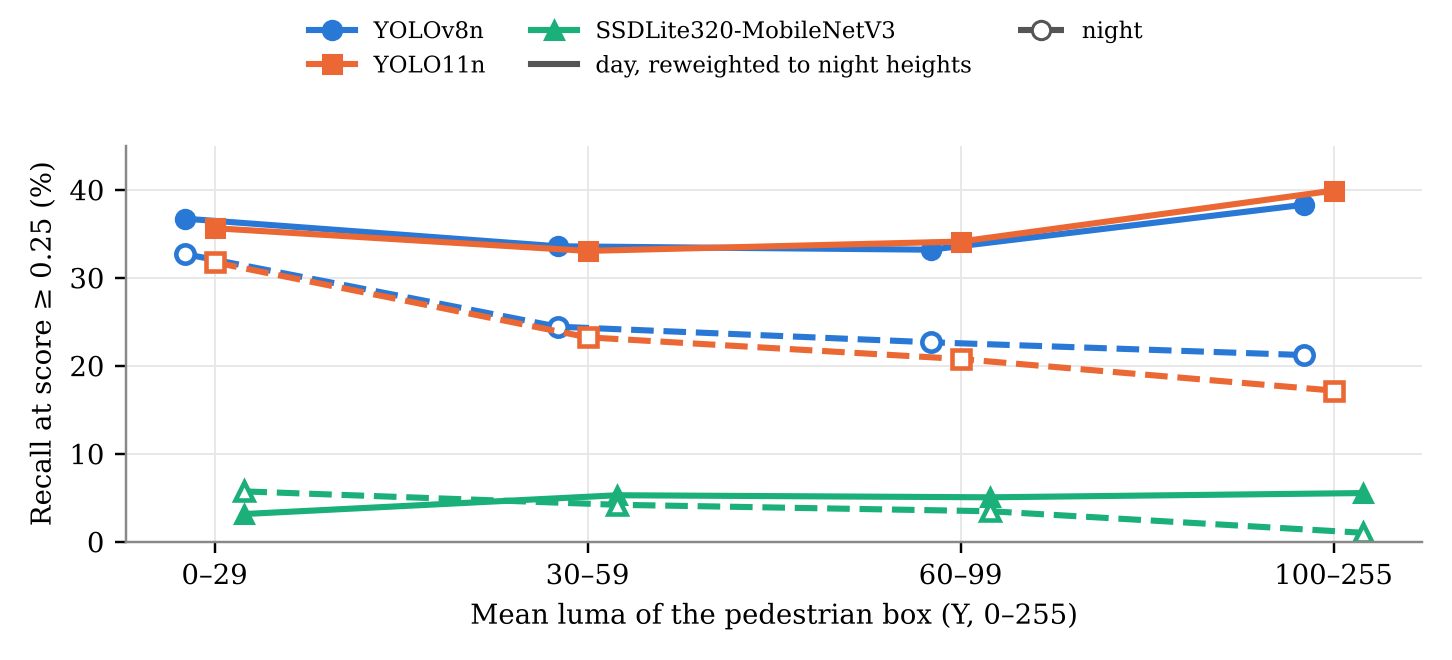 YOLOv8n
YOLO11n
SSDLite320-MobileNetV3
day, reweighted to night heights
night
Recall at score ≥ 0.25 (%)
40
30
20
10
0
0–29
30–59
60–99
100–255
Mean luma of the pedestrian box (Y, 0–255)